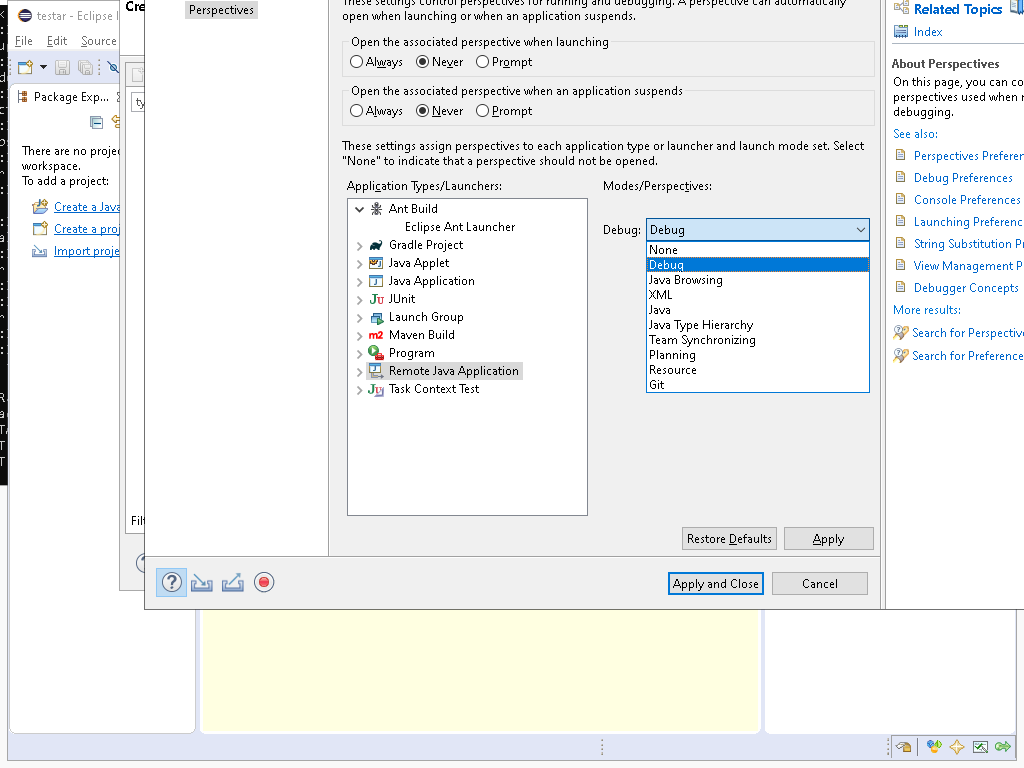 testar - Eclipse I
File Edit Source
Package Exp...
There are no proje
workspace.
To add a project:
Create a Java
Create a proj
Import proje
Cre
ty
Filt
Perspectives
These settings control perspectives for running and debugging. A perspective can automatically
open when launching or when an application suspends.
Open the associated perspective when launching
Always Never Prompt
Open the associated perspective when an application suspends
Always Never Prompt
These settings assign perspectives to each application type or launcher and launch mode set. Select
"None" to indicate that a perspective should not be opened.
Application Types/Launchers:
Modes/Perspectives:
Ant Build
Eclipse Ant Launcher
Gradle Project
Java Applet
Java Application
JUnit
Launch Group
Maven Build
Program
Remote Java Application
Task Context Test
Debug: Debug
None
Debug
Java Browsing
XML
Java
Java Type Hierarchy
Team Synchronizing
Planning
Resource
Git
Restore Defaults Apply
Apply and Close Cancel
Related Topics
Index
About Perspectives
On this page, you can co
perspectives used when r
debugging.
See also:
Perspectives Preferen
Debug Preferences
Console Preferences
Launching Preferenc
String Substitution P
View Management P
Debugger Concepts
More results:
Search for Perspective
Search for Preference